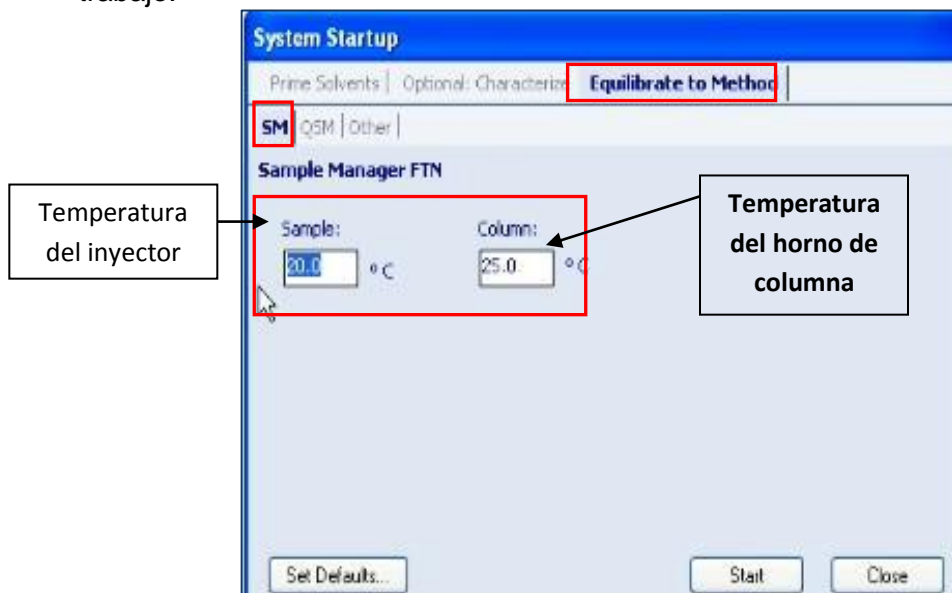 trabajo.
System Startup
Prime Solvents | Optional: Characterize Equilibrate to Method
SM QSM Other
Sample Manager FTN
Temperatura
del inyector
Sample:
20.0 °C
Column:
25.0 °C
Temperatura
del horno de
columna
Set Defaults... Start Close